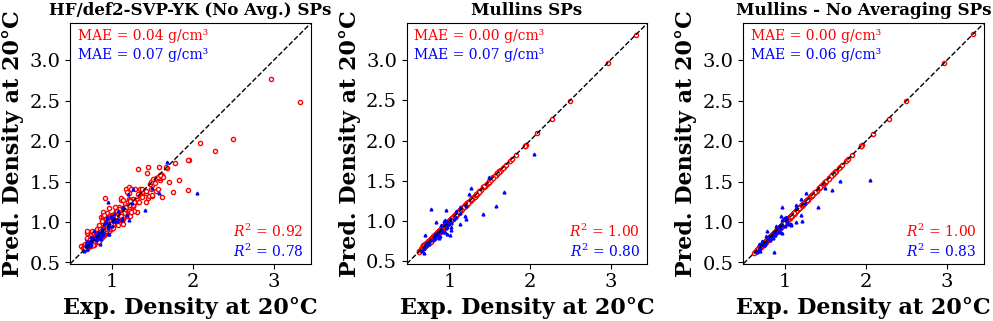 HF/def2-SVP-YK (No Avg.) SPs
MAE = 0.04 g/cm³
MAE = 0.07 g/cm³
R² = 0.92
R² = 0.78
Pred. Density at 20°C
3.0
2.5
2.0
1.5
1.0
0.5
1
2
3
Exp. Density at 20°C
Mullins SPs
MAE = 0.00 g/cm³
MAE = 0.07 g/cm³
R² = 1.00
R² = 0.80
Pred. Density at 20°C
3.0
2.5
2.0
1.5
1.0
0.5
1
2
3
Exp. Density at 20°C
Mullins - No Averaging SPs
MAE = 0.00 g/cm³
MAE = 0.06 g/cm³
R² = 1.00
R² = 0.83
Pred. Density at 20°C
3.0
2.5
2.0
1.5
1.0
0.5
1
2
3
Exp. Density at 20°C